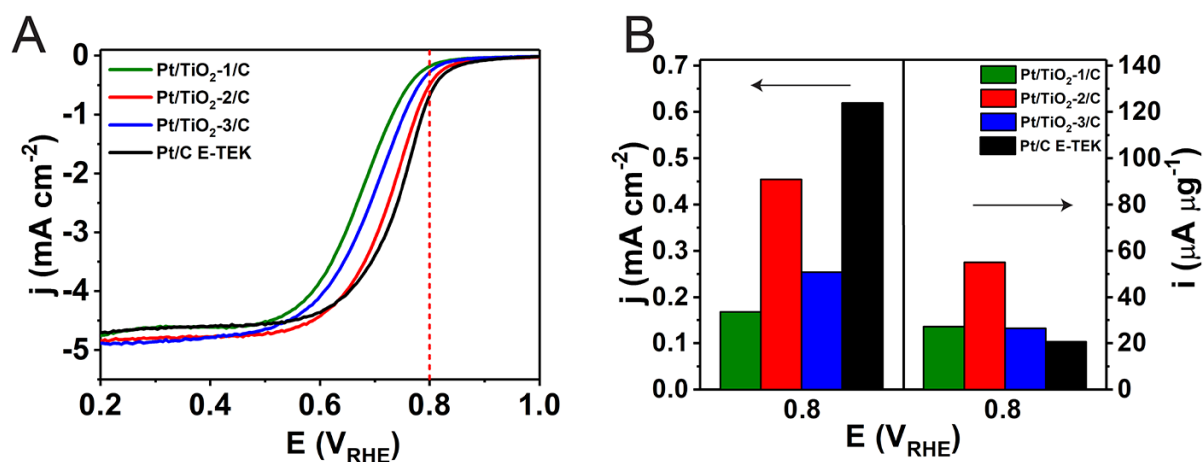 A
0
-1
-2
-3
-4
-5
j (mA cm⁻²)
Pt/TiO₂-1/C
Pt/TiO₂-2/C
Pt/TiO₂-3/C
Pt/C E-TEK
0.2 0.4 0.6 0.8 1.0
E (V_RHE)
B
0.7
0.6
0.5
0.4
0.3
0.2
0.1
0.0
j (mA cm⁻²)
Pt/TiO₂-1/C
Pt/TiO₂-2/C
Pt/TiO₂-3/C
Pt/C E-TEK
140
120
100
80
60
40
20
0
i (μA μg⁻¹)
0.8 0.8
E (V_RHE)